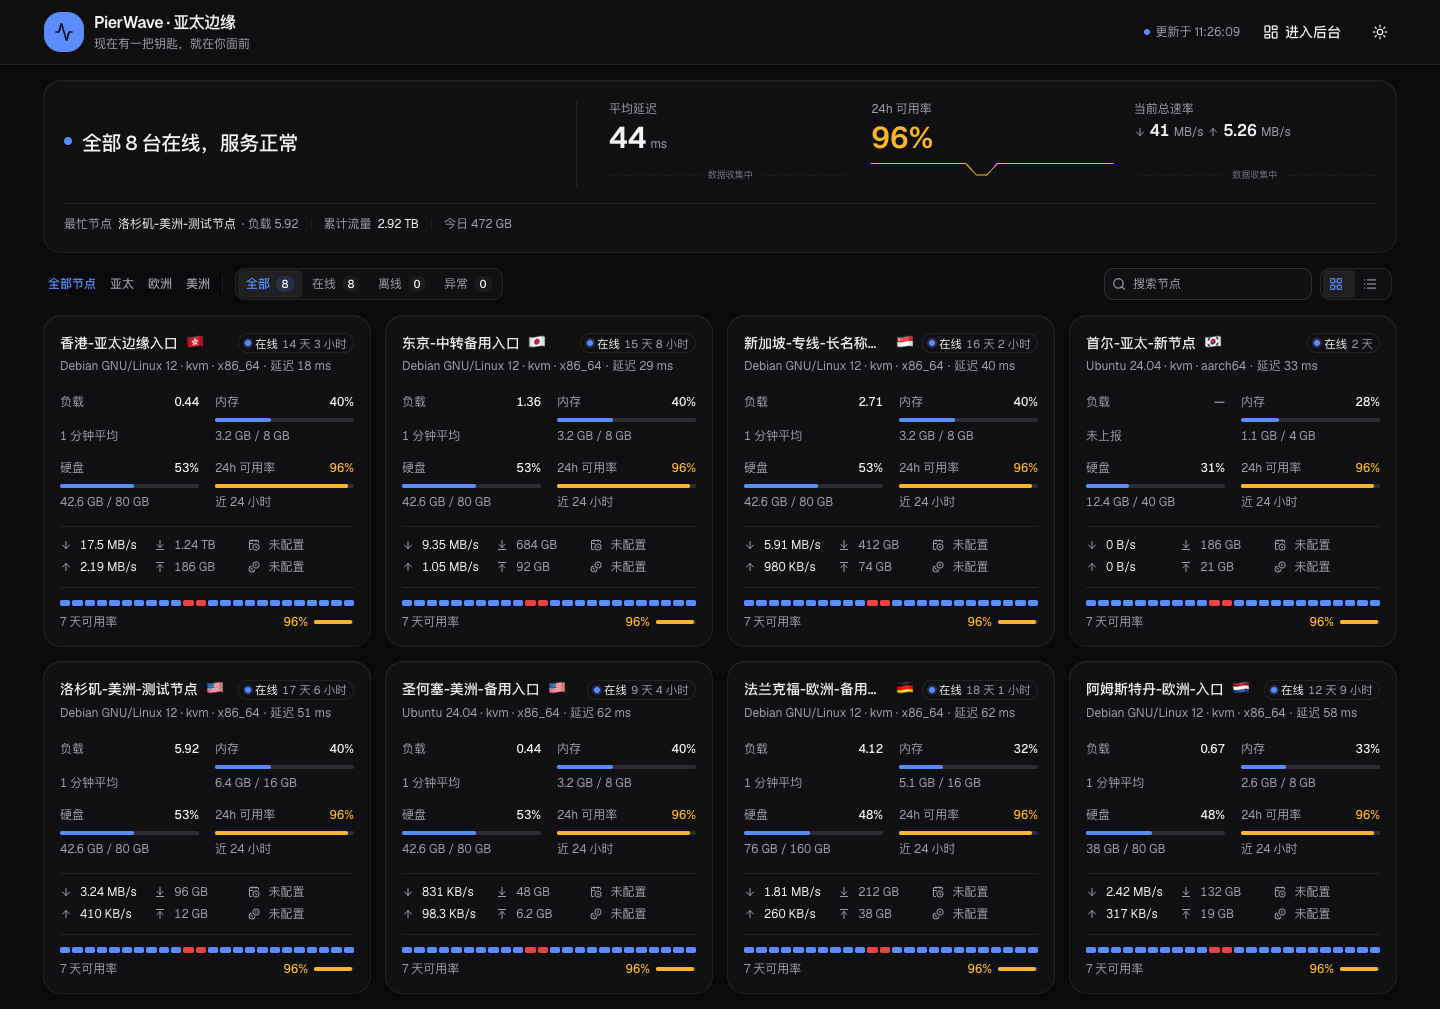 PierWave · 亚太边缘
现在有一把钥匙，就在你面前
更新于 11:26:09
进入后台
全部 8 台在线，服务正常
平均延迟
44 ms
数据收集中
24h 可用率
96%
当前总速率
↓ 41 MB/s ↑ 5.26 MB/s
数据收集中
最忙节点 洛杉矶-美洲-测试节点 · 负载 5.92
累计流量 2.92 TB
今日 472 GB
全部节点 亚太 欧洲 美洲
全部 8 在线 8 离线 0 异常 0
搜索节点
香港-亚太边缘入口 在线 14 天 3 小时
Debian GNU/Linux 12 · kvm · x86_64 · 延迟 18 ms
负载 0.44 内存 40%
1 分钟平均 3.2 GB / 8 GB
硬盘 53% 24h 可用率 96%
42.6 GB / 80 GB 近 24 小时
↓ 17.5 MB/s 1.24 TB 未配置
↑ 2.19 MB/s 186 GB 未配置
7 天可用率 96%
东京-中转备用入口 在线 15 天 8 小时
Debian GNU/Linux 12 · kvm · x86_64 · 延迟 29 ms
负载 1.36 内存 40%
1 分钟平均 3.2 GB / 8 GB
硬盘 53% 24h 可用率 96%
42.6 GB / 80 GB 近 24 小时
↓ 9.35 MB/s 684 GB 未配置
↑ 1.05 MB/s 92 GB 未配置
7 天可用率 96%
新加坡-专线-长名称... 在线 16 天 2 小时
Debian GNU/Linux 12 · kvm · x86_64 · 延迟 40 ms
负载 2.71 内存 40%
1 分钟平均 3.2 GB / 8 GB
硬盘 53% 24h 可用率 96%
42.6 GB / 80 GB 近 24 小时
↓ 5.91 MB/s 412 GB 未配置
↑ 980 KB/s 74 GB 未配置
7 天可用率 96%
首尔-亚太-新节点 在线 2 天
Ubuntu 24.04 · kvm · aarch64 · 延迟 33 ms
负载 — 内存 28%
未上报 1.1 GB / 4 GB
硬盘 31% 24h 可用率 96%
12.4 GB / 40 GB 近 24 小时
↓ 0 B/s 186 GB 未配置
↑ 0 B/s 21 GB 未配置
7 天可用率 96%
洛杉矶-美洲-测试节点 在线 17 天 6 小时
Debian GNU/Linux 12 · kvm · x86_64 · 延迟 51 ms
负载 5.92 内存 40%
1 分钟平均 6.4 GB / 16 GB
硬盘 53% 24h 可用率 96%
42.6 GB / 80 GB 近 24 小时
↓ 3.24 MB/s 96 GB 未配置
↑ 410 KB/s 12 GB 未配置
7 天可用率 96%
圣何塞-美洲-备用入口 在线 9 天 4 小时
Ubuntu 24.04 · kvm · x86_64 · 延迟 62 ms
负载 0.44 内存 40%
1 分钟平均 3.2 GB / 8 GB
硬盘 53% 24h 可用率 96%
42.6 GB / 80 GB 近 24 小时
↓ 831 KB/s 48 GB 未配置
↑ 98.3 KB/s 6.2 GB 未配置
7 天可用率 96%
法兰克福-欧洲-备用... 在线 18 天 1 小时
Debian GNU/Linux 12 · kvm · x86_64 · 延迟 62 ms
负载 4.12 内存 32%
1 分钟平均 5.1 GB / 16 GB
硬盘 48% 24h 可用率 96%
76 GB / 160 GB 近 24 小时
↓ 1.81 MB/s 212 GB 未配置
↑ 260 KB/s 38 GB 未配置
7 天可用率 96%
阿姆斯特丹-欧洲-入口 在线 12 天 9 小时
Debian GNU/Linux 12 · kvm · x86_64 · 延迟 58 ms
负载 0.67 内存 33%
1 分钟平均 2.6 GB / 8 GB
硬盘 48% 24h 可用率 96%
38 GB / 80 GB 近 24 小时
↓ 2.42 MB/s 132 GB 未配置
↑ 317 KB/s 19 GB 未配置
7 天可用率 96%